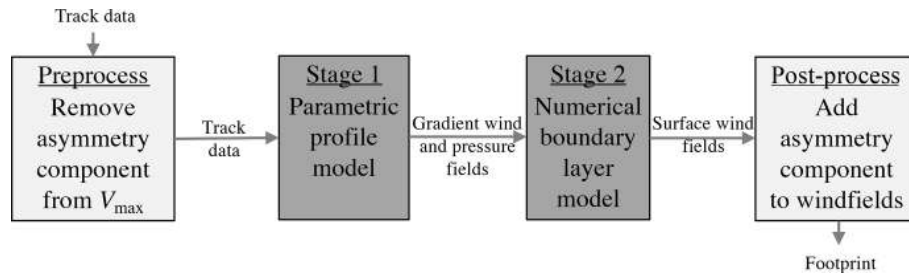 Track data
Preprocess
Remove
asymmetry
component
from Vmax
Track
data
Stage 1
Parametric
profile
model
Gradient wind
and pressure
fields
Stage 2
Numerical
boundary
layer
model
Surface wind
fields
Post-process
Add
asymmetry
component
to windfields
Footprint